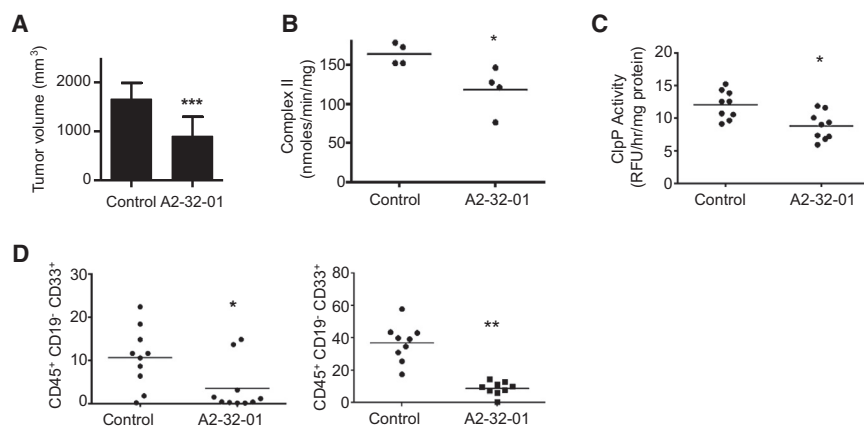 A
Tumor volume (mm³)
2000
1000
0
***
Control A2-32-01
B
Complex II
(nmoles/min/mg)
150
100
50
0
*
Control
A2-32-01
C
ClpP Activity
(RFU/hr/mg protein)
20
15
10
5
0
*
Control
A2-32-01
D
CD45⁺ CD19⁻ CD33⁺
30
20
10
0
*
Control
A2-32-01
CD45⁺ CD19⁻ CD33⁺
80
60
40
20
0
**
Control
A2-32-01